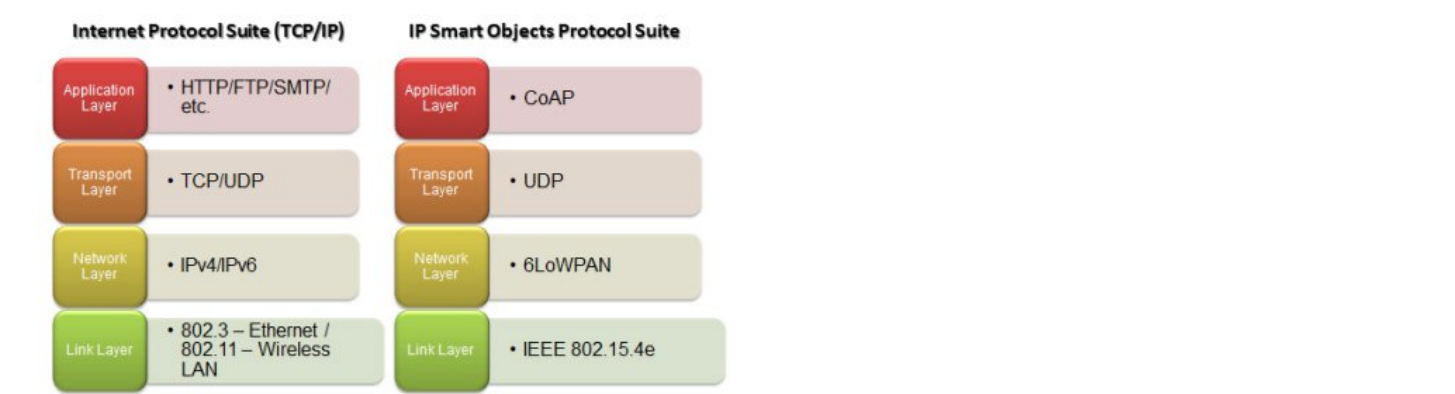 Internet Protocol Suite (TCP/IP)
Application
Layer
• HTTP/FTP/SMTP/
etc.
Transport
Layer
• TCP/UDP
Network
Layer
• IPv4/IPv6
Link Layer
• 802.3 – Ethernet /
802.11 – Wireless
LAN
IP Smart Objects Protocol Suite
Application
Layer
• CoAP
Transport
Layer
• UDP
Network
Layer
• 6LoWPAN
Link Layer
• IEEE 802.15.4e